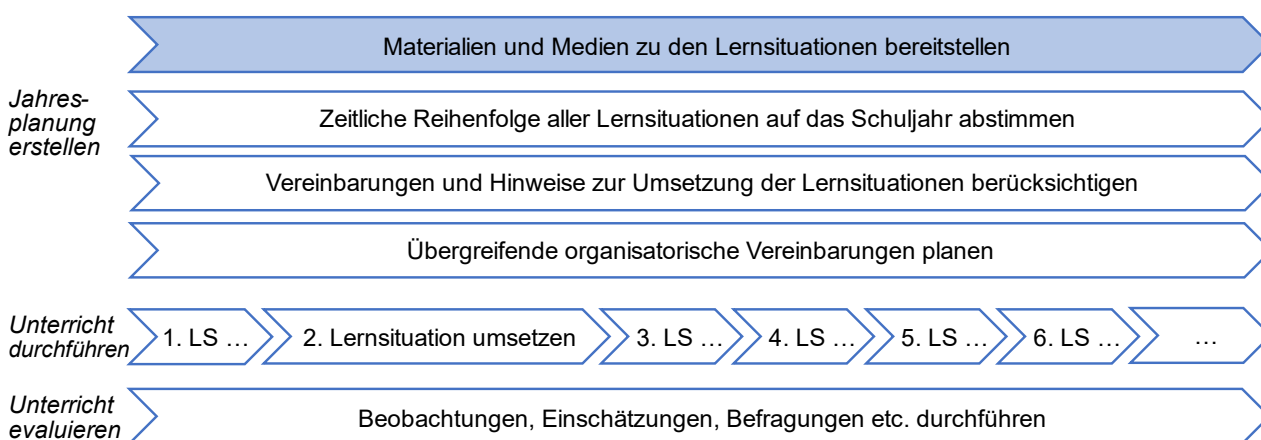 Materialien und Medien zu den Lernsituationen bereitstellen
Jahres-
planung
erstellen
Zeitliche Reihenfolge aller Lernsituationen auf das Schuljahr abstimmen
Vereinbarungen und Hinweise zur Umsetzung der Lernsituationen berücksichtigen
Übergreifende organisatorische Vereinbarungen planen
Unterricht
durchführen
1. LS …
2. Lernsituation umsetzen
3. LS …
4. LS …
5. LS …
6. LS …
…
Unterricht
evaluieren
Beobachtungen, Einschätzungen, Befragungen etc. durchführen